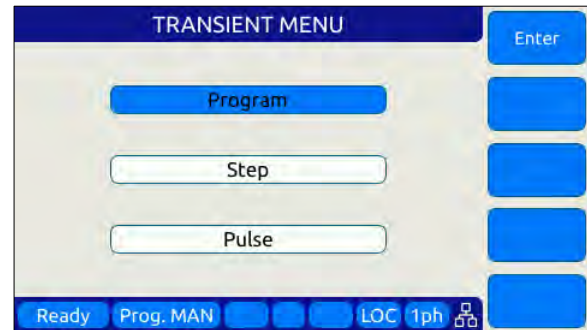 TRANSIENT MENU
Enter
Program
Step
Pulse
Ready Prog. MAN LOC 1ph